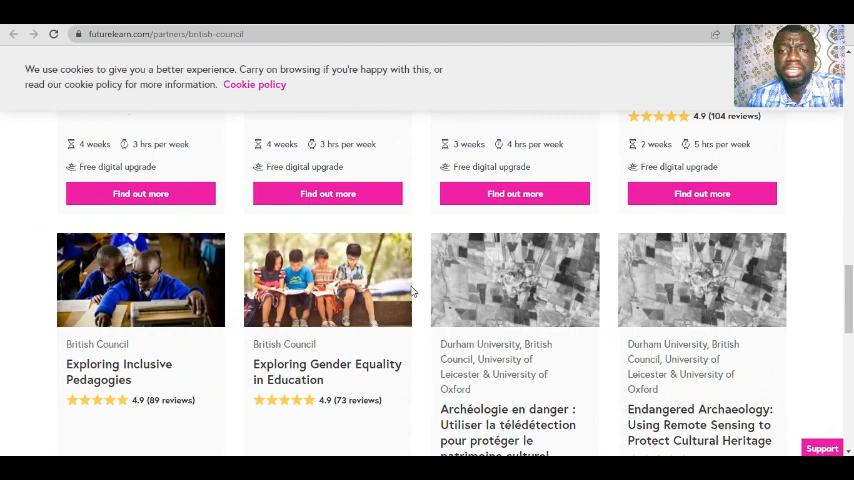 futurelearn.com/partners/british-council
We use cookies to give you a better experience. Carry on browsing if you're happy with this, or
read our cookie policy for more information. Cookie policy
4.9 (104 reviews)
4 weeks 3 hrs per week
4 weeks 3 hrs per week
3 weeks 4 hrs per week
2 weeks 5 hrs per week
Free digital upgrade
Free digital upgrade
Free digital upgrade
Free digital upgrade
Find out more
Find out more
Find out more
Find out more
British Council
Exploring Inclusive
Pedagogies
4.9 (89 reviews)
British Council
Exploring Gender Equality
in Education
4.9 (73 reviews)
Durham University, British
Council, University of
Leicester & University of
Oxford
Archéologie en danger :
Utiliser la télédétection
pour protéger le
patrimoine culturel
Durham University, British
Council, University of
Leicester & University of
Oxford
Endangered Archaeology:
Using Remote Sensing to
Protect Cultural Heritage
Support